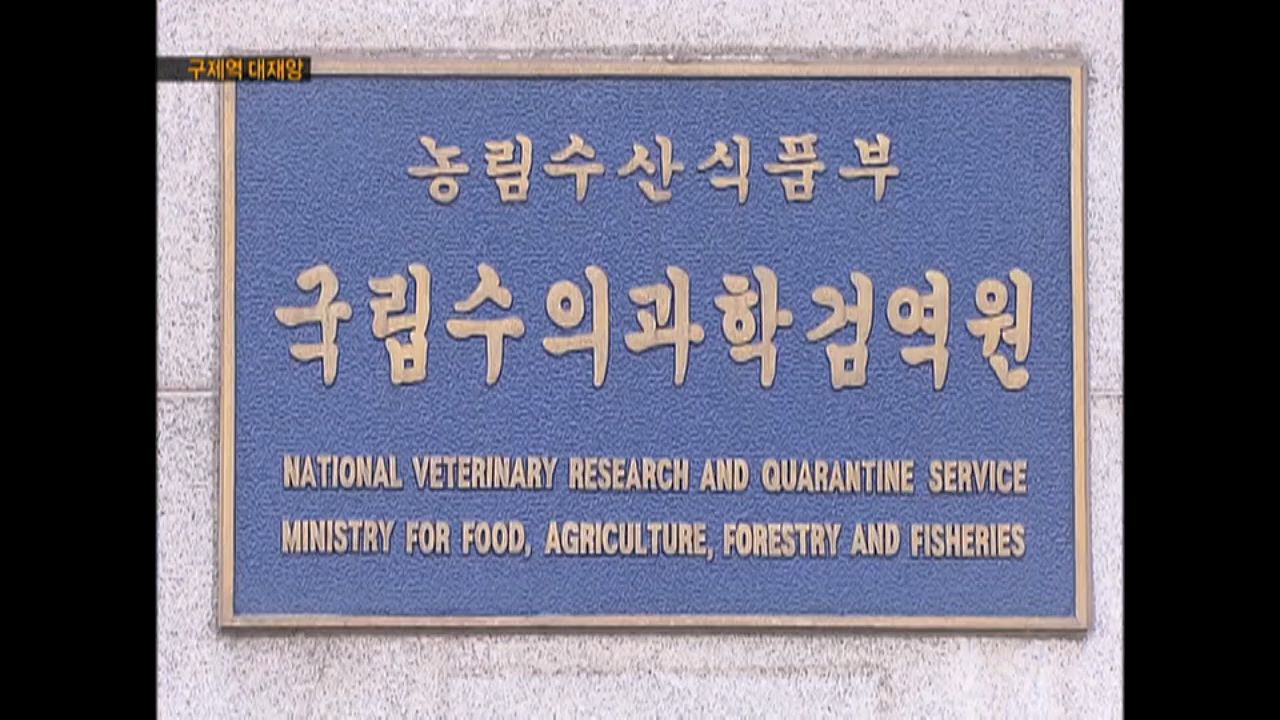 구제역 대재앙
농림수산식품부
국립수의과학검역원
NATIONAL VETERINARY RESEARCH AND QUARANTINE SERVICE
MINISTRY FOR FOOD, AGRICULTURE, FORESTRY AND FISHERIES